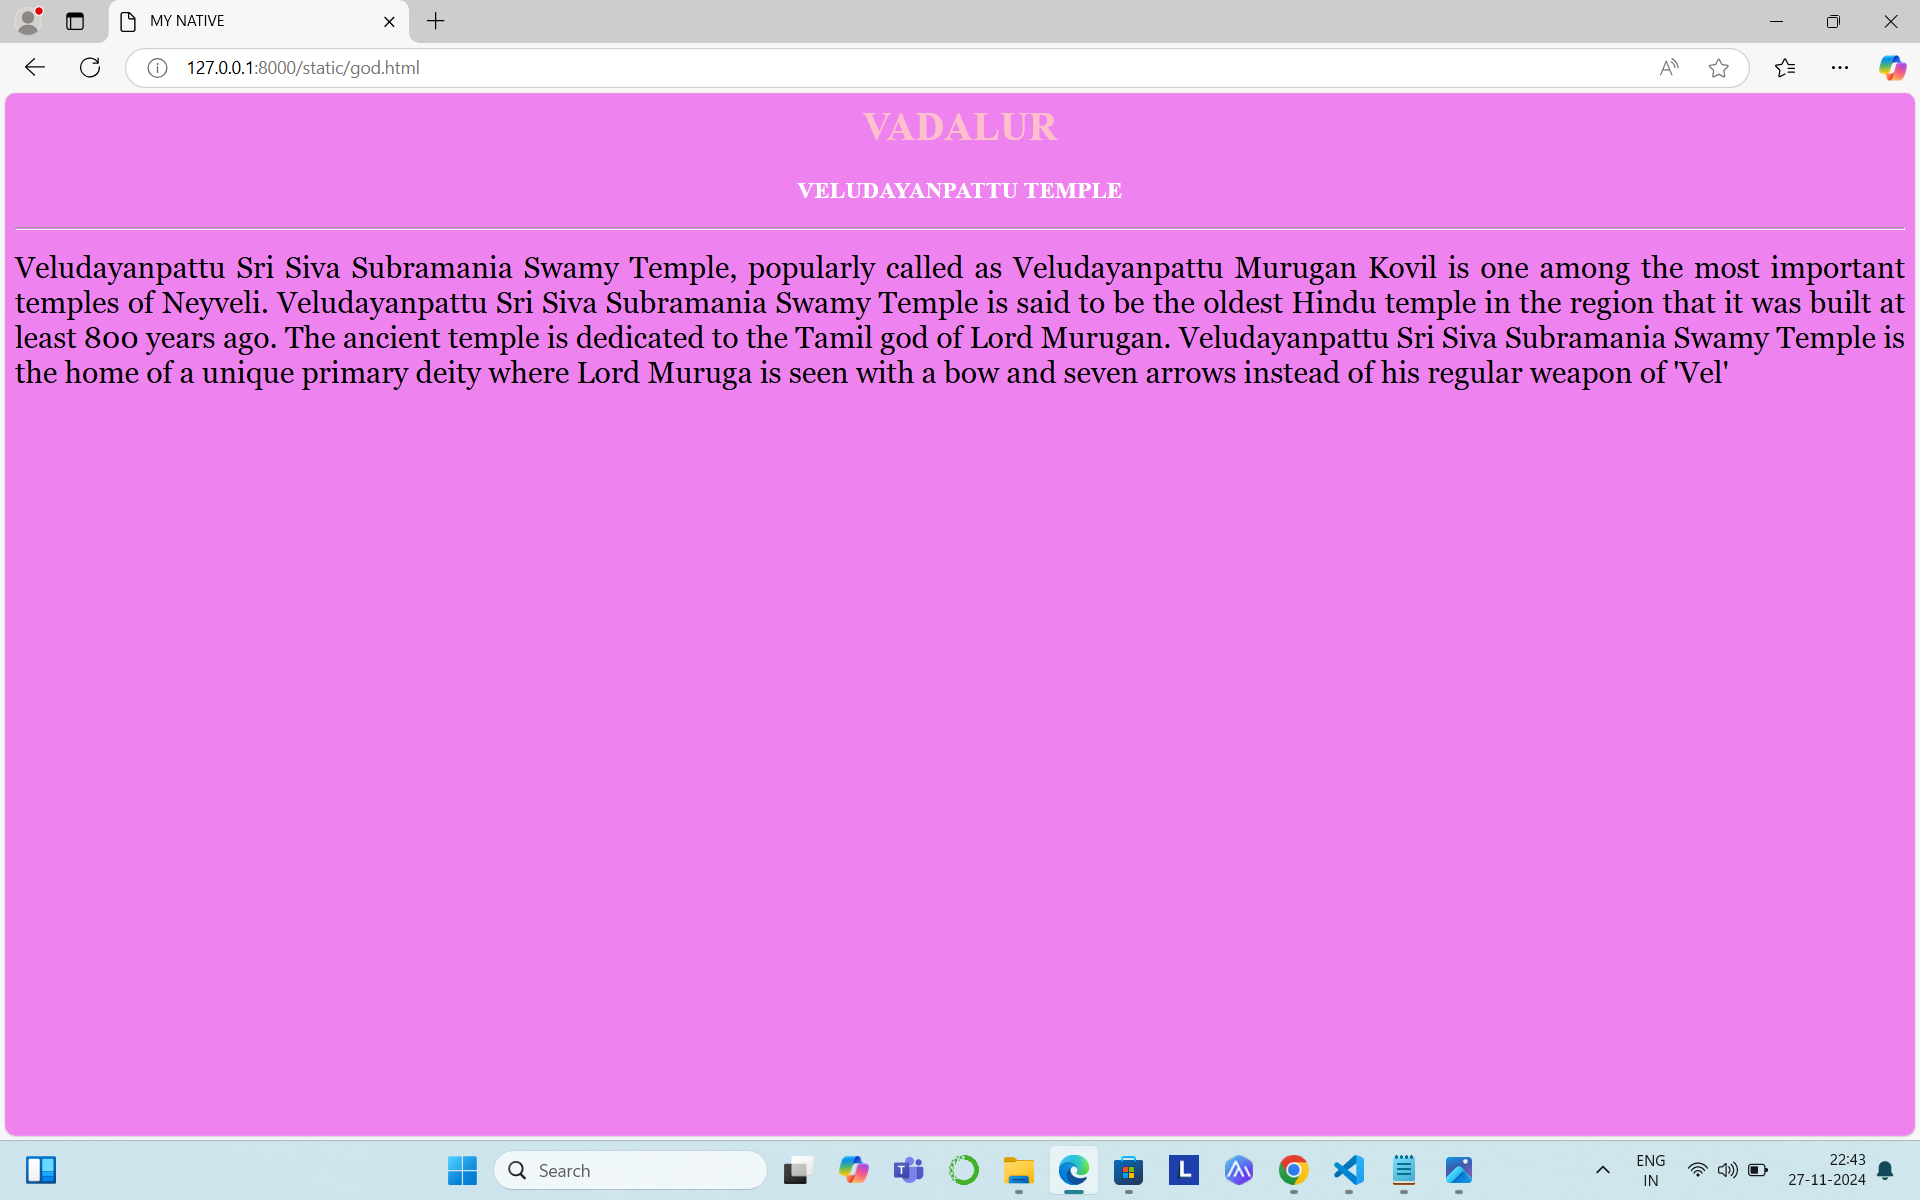 MY NATIVE
127.0.0.1:8000/static/god.html
VADALUR
VELUDAYANPATTU TEMPLE
Veludayanpattu Sri Siva Subramania Swamy Temple, popularly called as Veludayanpattu Murugan Kovil is one among the most important
temples of Neyveli. Veludayanpattu Sri Siva Subramania Swamy Temple is said to be the oldest Hindu temple in the region that it was built at
least 800 years ago. The ancient temple is dedicated to the Tamil god of Lord Murugan. Veludayanpattu Sri Siva Subramania Swamy Temple is
the home of a unique primary deity where Lord Muruga is seen with a bow and seven arrows instead of his regular weapon of 'Vel'
Search
ENG
IN
22:43
27-11-2024